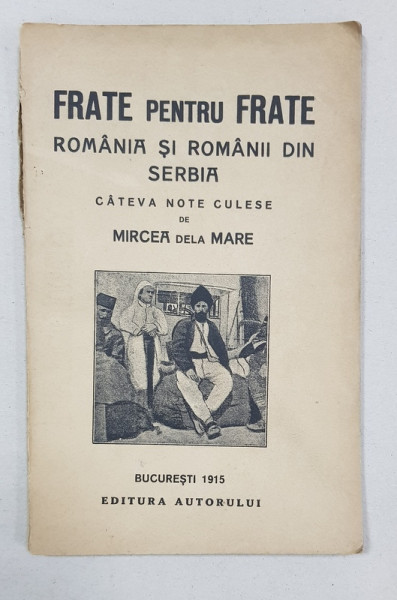 FRATE PENTRU FRATE
ROMÂNIA ȘI ROMÂNII DIN
SERBIA
CÂTEVA NOTE CULESE
DE
MIRCEA DELA MARE
BUCUREȘTI 1915
EDITURA AUTORULUI